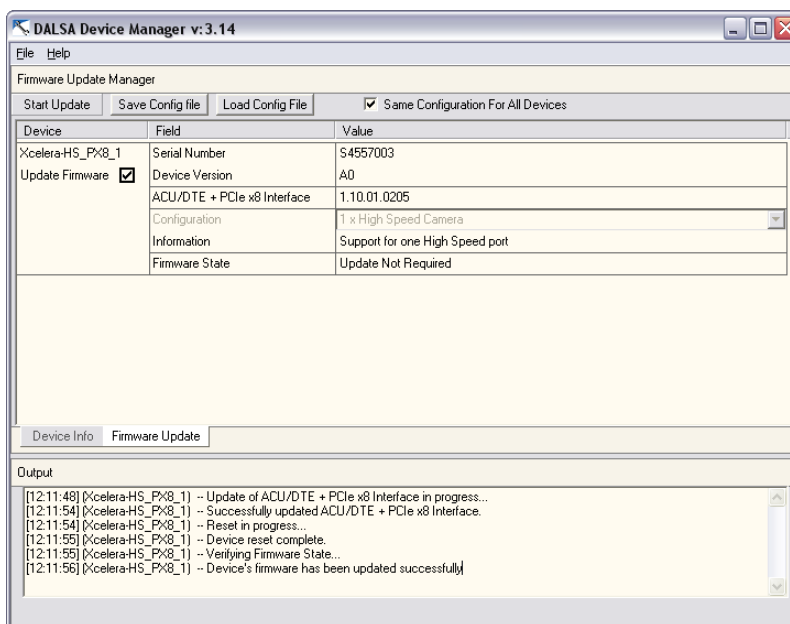 DALSA Device Manager v:3.14
File Help
Firmware Update Manager
Start Update Save Config file Load Config File Same Configuration For All Devices
Device Field Value
Xcelera-HS_PX8_1 Serial Number S4557003
Update Firmware Device Version A0
ACU/DTE + PCIe x8 Interface 1.10.01.0205
Configuration 1 x High Speed Camera
Information Support for one High Speed port
Firmware State Update Not Required
Device Info Firmware Update
Output
[12:11:48] (Xcelera-HS_PX8_1) -- Update of ACU/DTE + PCIe x8 Interface in progress...
[12:11:54] (Xcelera-HS_PX8_1) -- Successfully updated ACU/DTE + PCIe x8 Interface.
[12:11:54] (Xcelera-HS_PX8_1) -- Reset in progress...
[12:11:55] (Xcelera-HS_PX8_1) -- Device reset complete.
[12:11:55] (Xcelera-HS_PX8_1) -- Verifying Firmware State...
[12:11:56] (Xcelera-HS_PX8_1) -- Device's firmware has been updated successfully